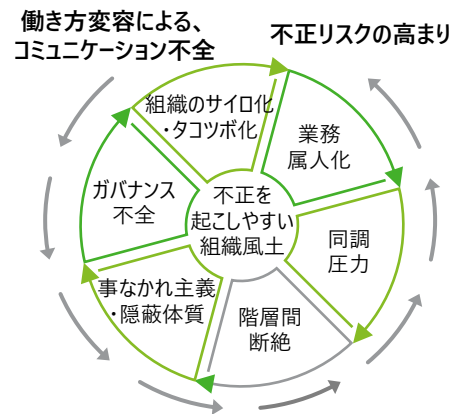 働き方変容による、
コミュニケーション不全
不正リスクの高まり
組織のサイロ化・
タコツボ化
業務
属人化
同調
圧力
階層間
断絶
事なかれ主義
・隠蔽体質
ガバナンス
不全
不正を
起こしやすい
組織風土